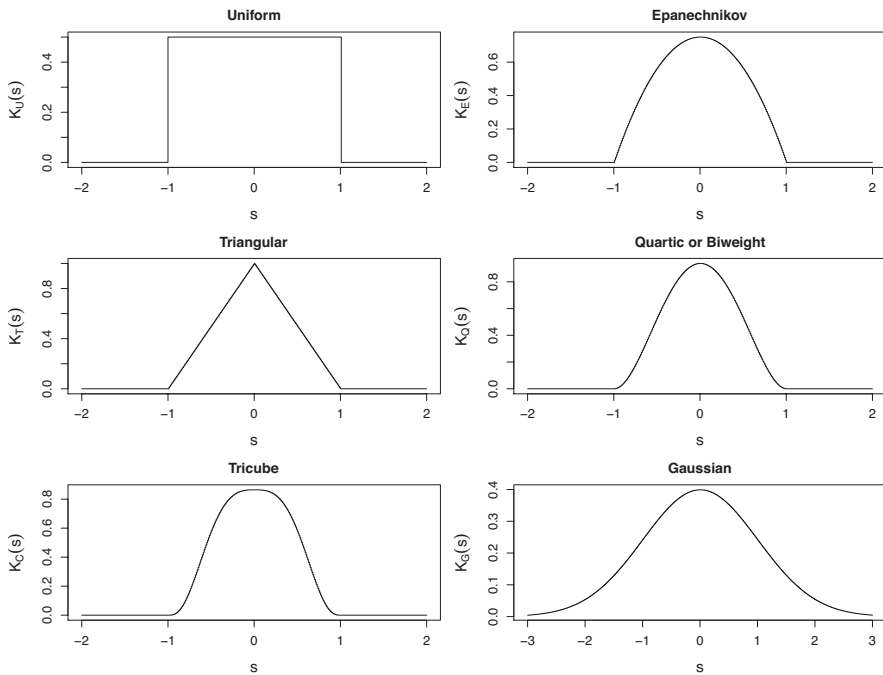 Uniform
K_U(s)
0.0 0.2 0.4
−2 −1 0 1 2
s
Epanechnikov
K_E(s)
0.0 0.2 0.4 0.6
−2 −1 0 1 2
s
Triangular
K_T(s)
0.0 0.4 0.8
−2 −1 0 1 2
s
Quartic or Biweight
K_Q(s)
0.0 0.4 0.8
−2 −1 0 1 2
s
Tricube
K_C(s)
0.0 0.2 0.4 0.6 0.8
−2 −1 0 1 2
s
Gaussian
K_G(s)
0.0 0.1 0.2 0.3 0.4
−3 −2 −1 0 1 2 3
s